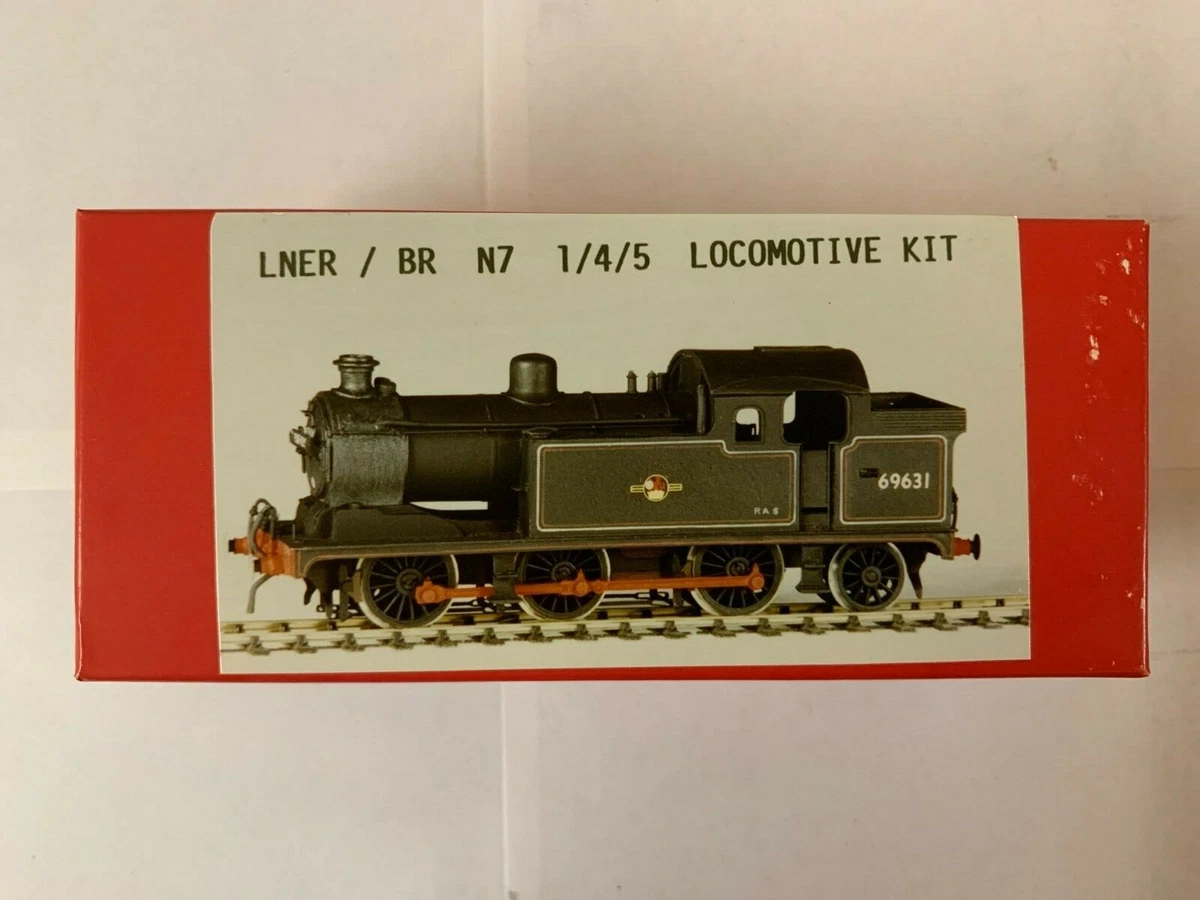 LNER / BR N7 1/4/5 LOCOMOTIVE KIT
69631
RA 6